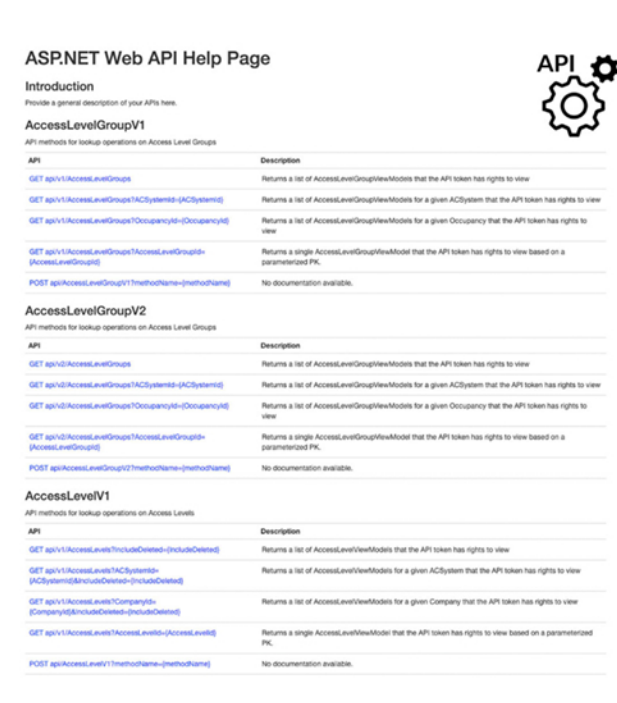 ASP.NET Web API Help Page
API
Introduction
Provide a general description of your APIs here.
AccessLevelGroupV1
API methods for lookup operations on Access Level Groups
API Description
GET api/v1/AccessLevelGroups Returns a list of AccessLevelGroupViewModels that the API token has rights to view
GET api/v1/AccessLevelGroups?ACSystemId={ACSystemId} Returns a list of AccessLevelGroupViewModels for a given ACSystem that the API token has rights to view
GET api/v1/AccessLevelGroups?OccupancyId={OccupancyId} Returns a list of AccessLevelGroupViewModels for a given Occupancy that the API token has rights to
view
GET api/v1/AccessLevelGroups?AccessLevelGroupId= Returns a single AccessLevelGroupViewModel that the API token has rights to view based on a
{AccessLevelGroupId} parameterized PK.
POST api/AccessLevelGroupV1?methodName={methodName} No documentation available.
AccessLevelGroupV2
API methods for lookup operations on Access Level Groups
API Description
GET api/v2/AccessLevelGroups Returns a list of AccessLevelGroupViewModels that the API token has rights to view
GET api/v2/AccessLevelGroups?ACSystemId={ACSystemId} Returns a list of AccessLevelGroupViewModels for a given ACSystem that the API token has rights to view
GET api/v2/AccessLevelGroups?OccupancyId={OccupancyId} Returns a list of AccessLevelGroupViewModels for a given Occupancy that the API token has rights to
view
GET api/v2/AccessLevelGroups?AccessLevelGroupId= Returns a single AccessLevelGroupViewModel that the API token has rights to view based on a
{AccessLevelGroupId} parameterized PK.
POST api/AccessLevelGroupV2?methodName={methodName} No documentation available.
AccessLevelV1
API methods for lookup operations on Access Levels
API Description
GET api/v1/AccessLevels?includeDeleted={includeDeleted} Returns a list of AccessLevelViewModels that the API token has rights to view
GET api/v1/AccessLevels?ACSystemId= Returns a list of AccessLevelViewModels for a given ACSystem that the API token has rights to view
{ACSystemId}&includeDeleted={includeDeleted}
GET api/v1/AccessLevels?CompanyId= Returns a list of AccessLevelViewModels for a given Company that the API token has rights to view
{CompanyId}&includeDeleted={includeDeleted}
GET api/v1/AccessLevels?AccessLevelId={AccessLevelId} Returns a single AccessLevelViewModel that the API token has rights to view based on a parameterized
PK.
POST api/AccessLevelV1?methodName={methodName} No documentation available.